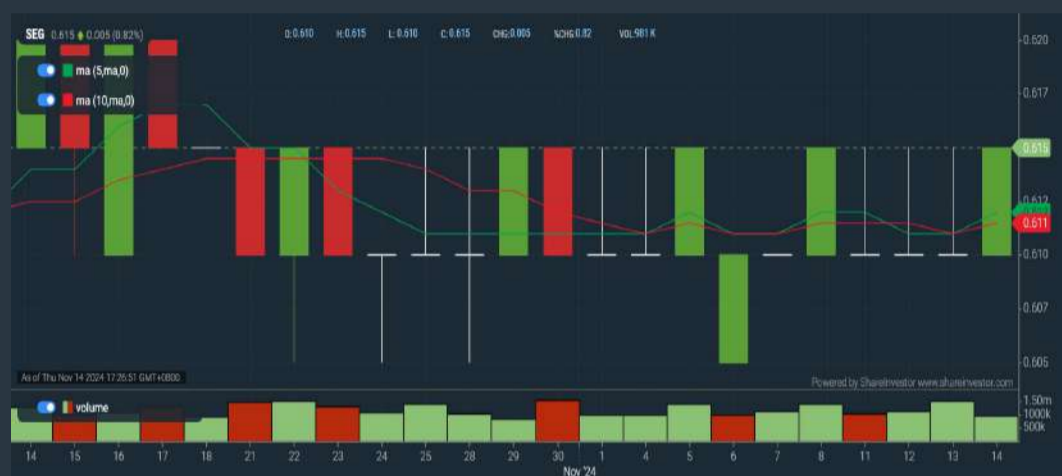 SEG 0.615 0.005 (0.82%) O:0.610 H:0.615 L:0.610 C:0.615 CHG:0.005 %CHG:0.82 VOL:981 K
ma (5,ma,0)
ma (10,ma,0)
0.620
0.617
0.615
0.612
0.611
0.610
0.607
0.605
As of Thu Nov 14 2024 17:26:51 GMT+0800
Powered by ShareInvestor www.shareinvestor.com
volume
1.50m
1000k
500k
14 15 16 17 18 21 22 23 24 25 28 29 30 1 4 5 6 7 8 11 12 13 14
Nov '24